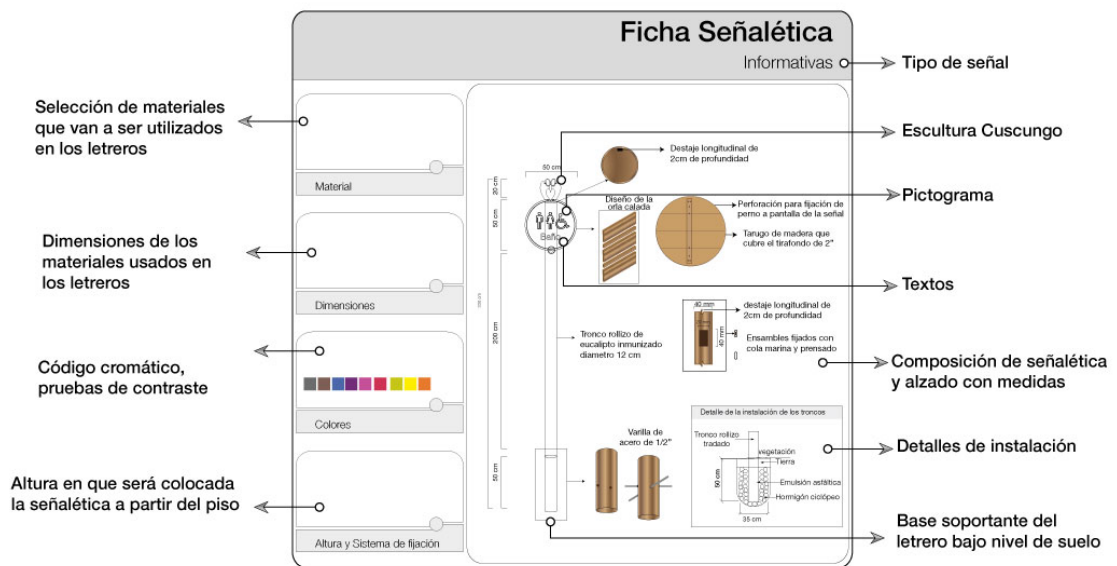 Ficha Señalética
Informativas
Tipo de señal
Selección de materiales
que van a ser utilizados
en los letreros
Material
Dimensiones de los
materiales usados en
los letreros
Dimensiones
Código cromático,
pruebas de contraste
Colores
Altura en que será colocada
la señalética a partir del piso
Altura y Sistema de fijación
Escultura Cuscungo
Pictograma
Textos
Composición de señalética
y alzado con medidas
Detalles de instalación
Base soportante del
letrero bajo nivel de suelo
Destaje longitudinal de
2cm de profundidad
50 cm
20 cm
50 cm
200 cm
50 cm
Baño
Diseño de la
orla calada
Perforación para fijación de
perno a pantalla de la señal
Tarugo de madera que
cubre el tirafondo de 2"
40 mm
40 mm
destaje longitudinal de
2cm de profundidad
Ensambles fijados con
cola marina y prensado
Tronco rollizo de
eucalipto inmunizado
diametro 12 cm
Varilla de
acero de 1/2"
Detalle de la instalación de los troncos
Tronco rollizo
tradado
vegetación
Tierra
50 cm
Emulsión asfáltica
Hormigón ciclópeo
35 cm